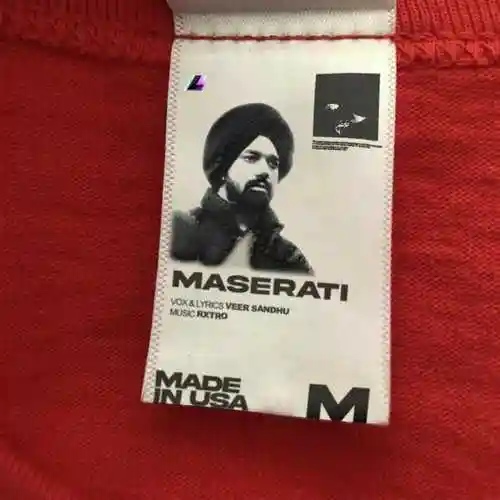 MASERATI
VOX & LYRICS VEER SANDHU
MUSIC RXTRO
MADE
IN USA
M